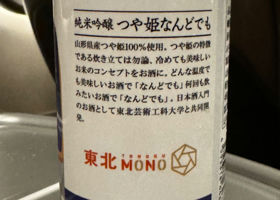 純米吟醸 つや姫なんどでも
山形県産つや姫100%使用。つや姫の特徴
である炊き立ては勿論、冷めても美味しい
お米のコンセプトをお酒に。どんな温度で
も美味しいお酒で「なんどでも」何回も飲
みたいお酒で「なんどでも」。日本酒入門
のお酒として東北芸術工科大学と共同開
発。
東北 TOHOKU MONO